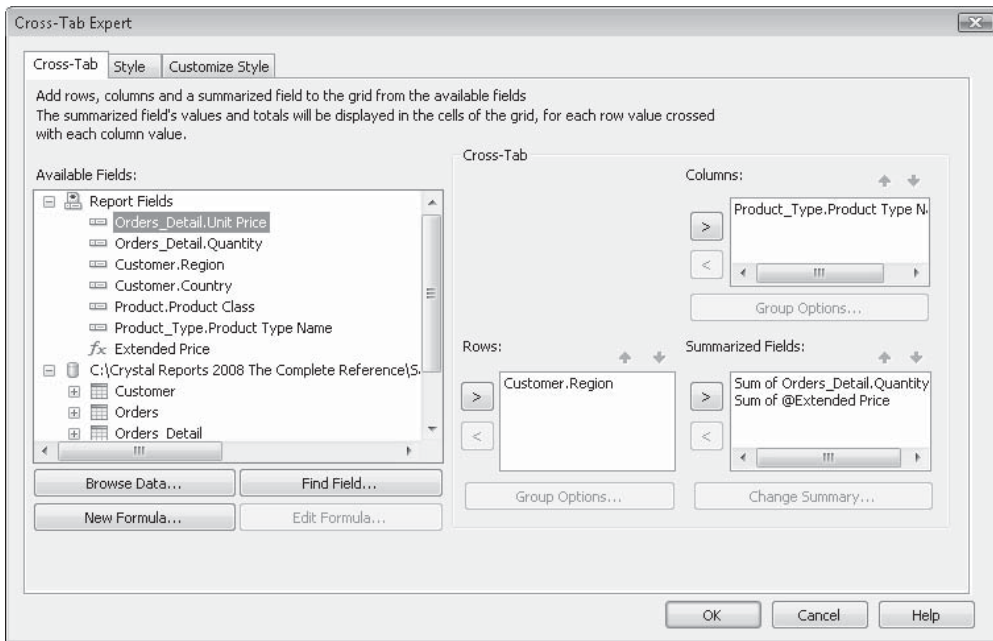 Cross-Tab Expert
Cross-Tab
Style
Customize Style
Add rows, columns and a summarized field to the grid from the available fields
The summarized field's values and totals will be displayed in the cells of the grid, for each row value crossed
with each column value.
Available Fields:
Report Fields
Orders_Detail.Unit Price
Orders_Detail.Quantity
Customer.Region
Customer.Country
Product.Product Class
Product_Type.Product Type Name
fx Extended Price
C:\Crystal Reports 2008 The Complete Reference\S
Customer
Orders
Orders Detail
Browse Data...
Find Field...
New Formula...
Edit Formula...
Cross-Tab
Columns:
>
Product_Type.Product Type N
<
Group Options...
Rows:
>
Customer.Region
<
Group Options...
Summarized Fields:
>
Sum of Orders_Detail.Quantity
Sum of @Extended Price
<
Change Summary...
OK
Cancel
Help